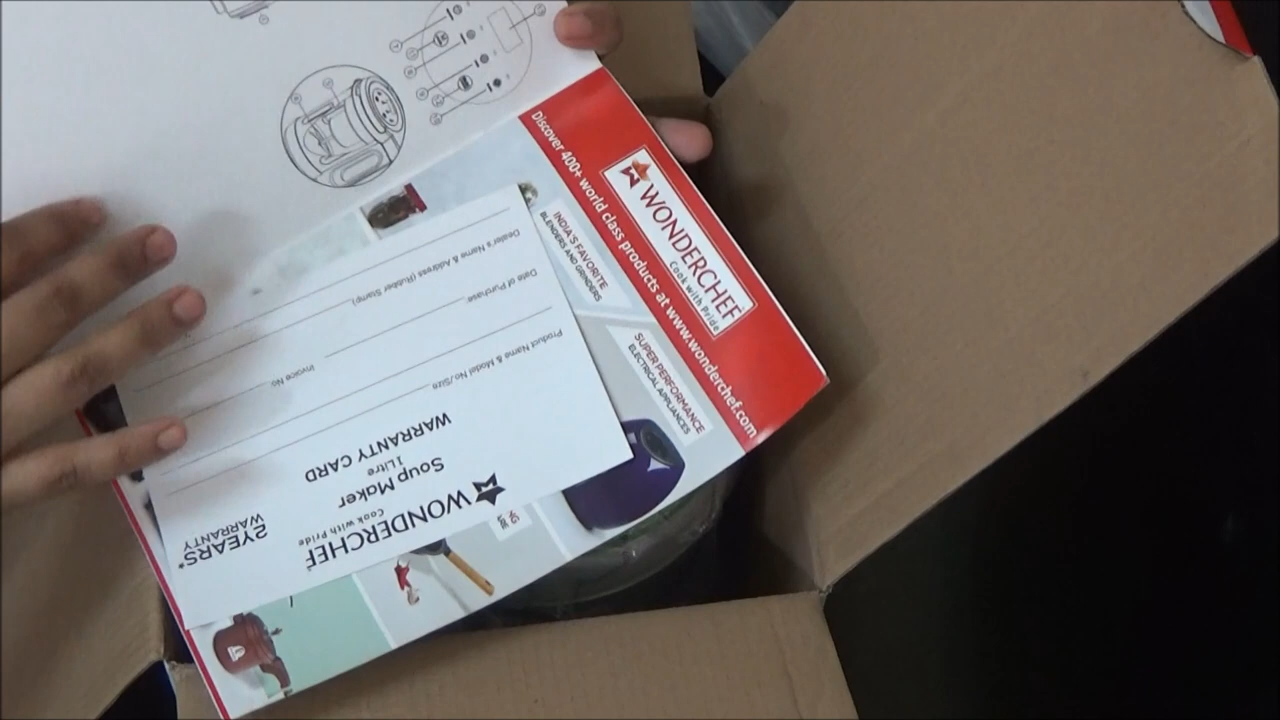 Discover 400+ world class products at www.wonderchef.com
WONDERCHEF
Cook with Pride
INDIA'S FAVORITE
BLENDERS AND GRINDERS
SUPER PERFORMANCE
ELECTRICAL APPLIANCES
WONDERCHEF
Cook with Pride
2YEARS*
WARRANTY
Soup Maker
1 Litre
WARRANTY CARD
Product Name & Model No./Size
Invoice No.
Date of Purchase:
Dealer's Name & Address (Rubber Stamp)